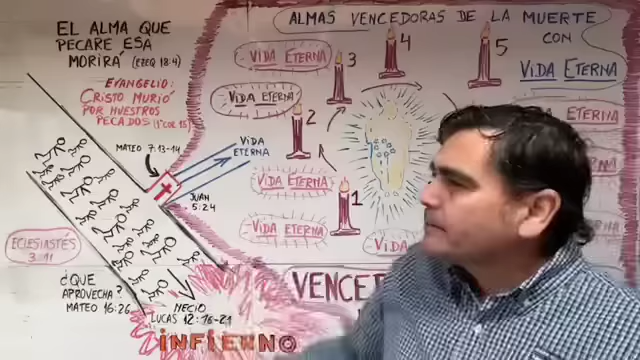 EL ALMA QUE
PECARE ESA
MORIRÁ (EZEQ 18:4)
EVANGELIO:
CRISTO MURIÓ
POR NUESTROS
PECADOS (1ª COR. 15)
MATEO 7:13-14
VIDA
ETERNA
JUAN
5:24
ECLESIASTÉS
3:11
¿QUE
APROVECHA?
MATEO 16:26
NECIO
LUCAS 12:16-21
INFIERNO
ALMAS VENCEDORAS DE LA MUERTE
CON
VIDA ETERNA
VIDA ETERNA
VIDA ETERNA
VIDA ETERNA
VIDA ETERNA
1
2
3
4
5
ETERNA
ETERNA
VIDA
VENCE